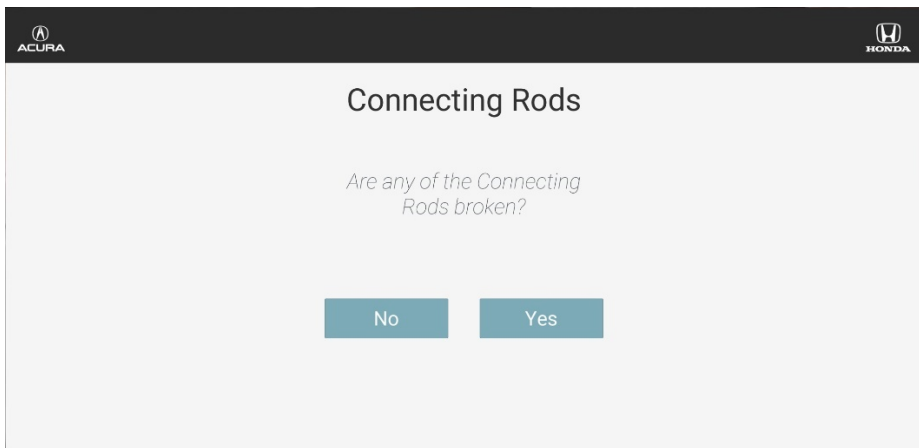 ACURA
HONDA
Connecting Rods
Are any of the Connecting
Rods broken?
No
Yes